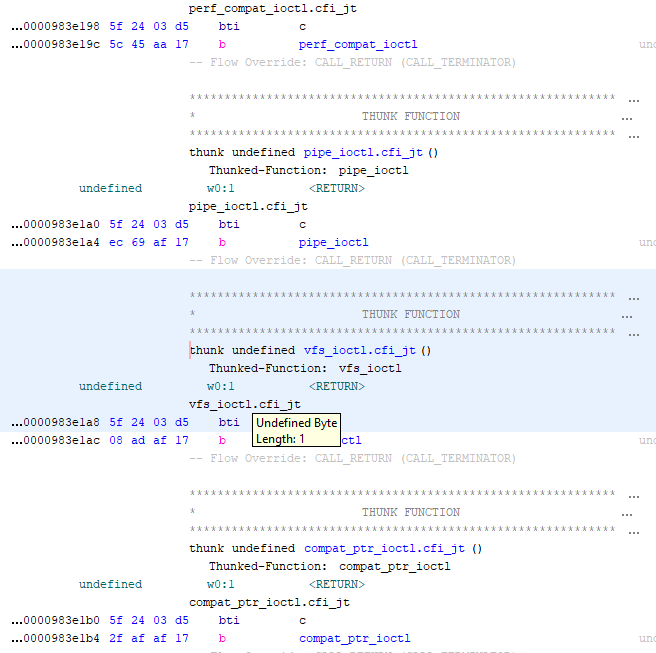 perf_compat_ioctl.cfi_jt
...0000983e198 5f 24 03 d5 bti c
...0000983e19c 5c 45 aa 17 b perf_compat_ioctl und
-- Flow Override: CALL_RETURN (CALL_TERMINATOR)
************************************************************* ...
* THUNK FUNCTION ...
************************************************************* ...
thunk undefined pipe_ioctl.cfi_jt()
Thunked-Function: pipe_ioctl
undefined w0:1 <RETURN>
pipe_ioctl.cfi_jt
...0000983e1a0 5f 24 03 d5 bti c
...0000983e1a4 ec 69 af 17 b pipe_ioctl und
-- Flow Override: CALL_RETURN (CALL_TERMINATOR)
************************************************************* ...
* THUNK FUNCTION ...
************************************************************* ...
thunk undefined vfs_ioctl.cfi_jt()
Thunked-Function: vfs_ioctl
undefined w0:1 <RETURN>
vfs_ioctl.cfi_jt
...0000983e1a8 5f 24 03 d5 bti
Undefined Byte
Length: 1
...0000983e1ac 08 ad af 17 b ctl und
-- Flow Override: CALL_RETURN (CALL_TERMINATOR)
************************************************************* ...
* THUNK FUNCTION ...
************************************************************* ...
thunk undefined compat_ptr_ioctl.cfi_jt()
Thunked-Function: compat_ptr_ioctl
undefined w0:1 <RETURN>
compat_ptr_ioctl.cfi_jt
...0000983e1b0 5f 24 03 d5 bti c
...0000983e1b4 2f af af 17 b compat_ptr_ioctl und
-- Flow Override: CALL_RETURN (CALL_TERMINATOR)